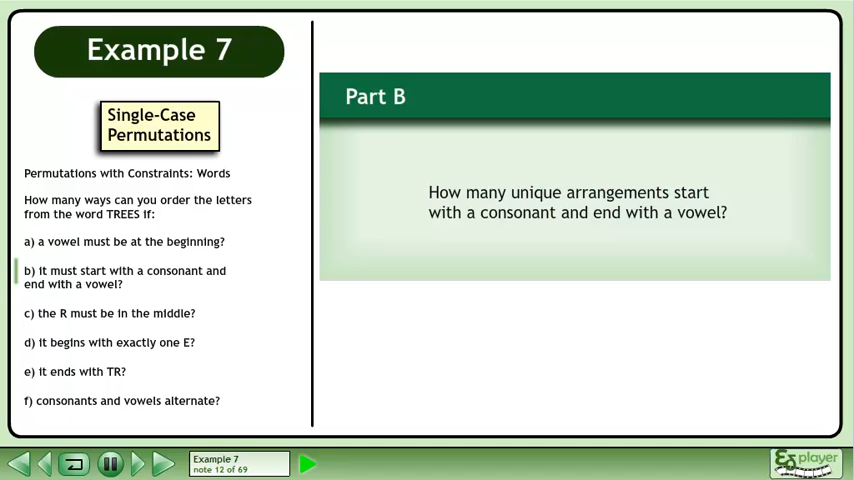 Example 7
Single-Case
Permutations
Permutations with Constraints: Words
How many ways can you order the letters
from the word TREES if:
a) a vowel must be at the beginning?
b) it must start with a consonant and
end with a vowel?
c) the R must be in the middle?
d) it begins with exactly one E?
e) it ends with TR?
f) consonants and vowels alternate?
Part B
How many unique arrangements start
with a consonant and end with a vowel?
Example 7
note 12 of 69
player